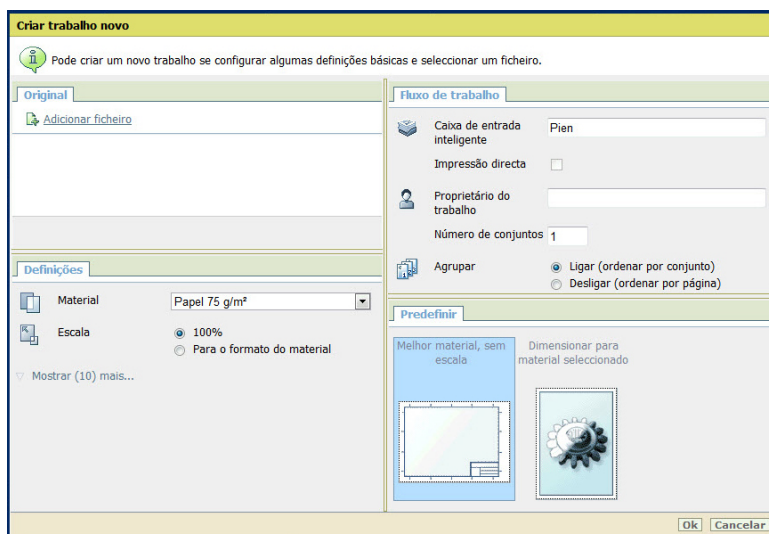 Criar trabalho novo
Pode criar um novo trabalho se configurar algumas definições básicas e seleccionar um ficheiro.
Original
Adicionar ficheiro
Definições
Material
Papel 75 g/m²
Escala
100%
Para o formato do material
Mostrar (10) mais...
Fluxo de trabalho
Caixa de entrada
inteligente
Pien
Impressão directa
Proprietário do
trabalho
Número de conjuntos
1
Agrupar
Ligar (ordenar por conjunto)
Desligar (ordenar por página)
Predefinir
Melhor material, sem
escala
Dimensionar para
material seleccionado
Ok
Cancelar